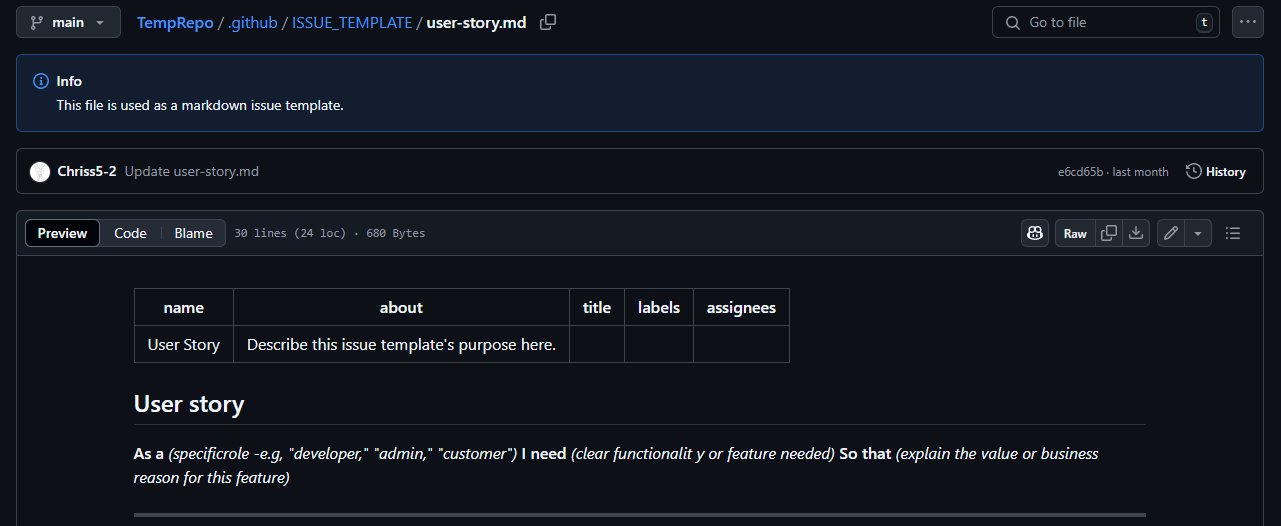 main TempRepo / .github / ISSUE_TEMPLATE / user-story.md Go to file t
Info
This file is used as a markdown issue template.
Chriss5-2 Update user-story.md e6cd65b · last month History
Preview Code Blame 30 lines (24 loc) · 680 Bytes Raw
name about title labels assignees
User Story Describe this issue template's purpose here.
User story
As a (specificrole -e.g, "developer," "admin," "customer") I need (clear functionalit y or feature needed) So that (explain the value or business
reason for this feature)